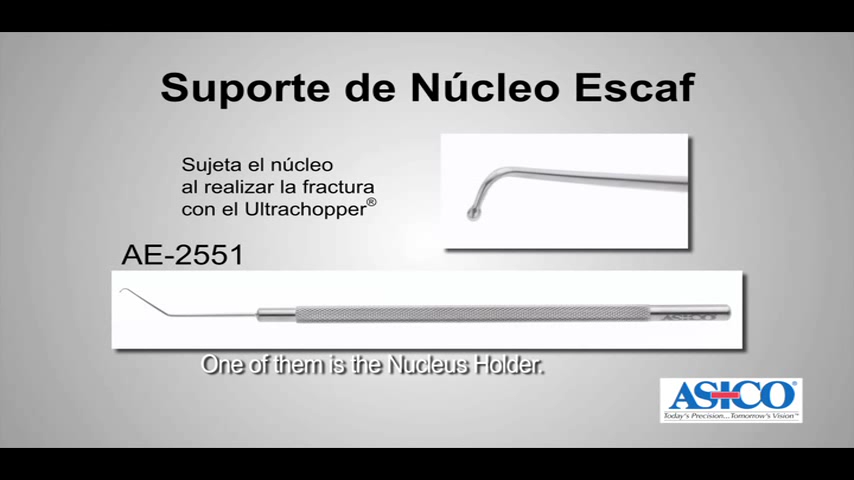 Suporte de Núcleo Escaf
Sujeta el núcleo
al realizar la fractura
con el Ultrachopper®
AE-2551
ASICO
One of them is the Nucleus Holder.
ASICO®
Today's Precision...Tomorrow's Vision™